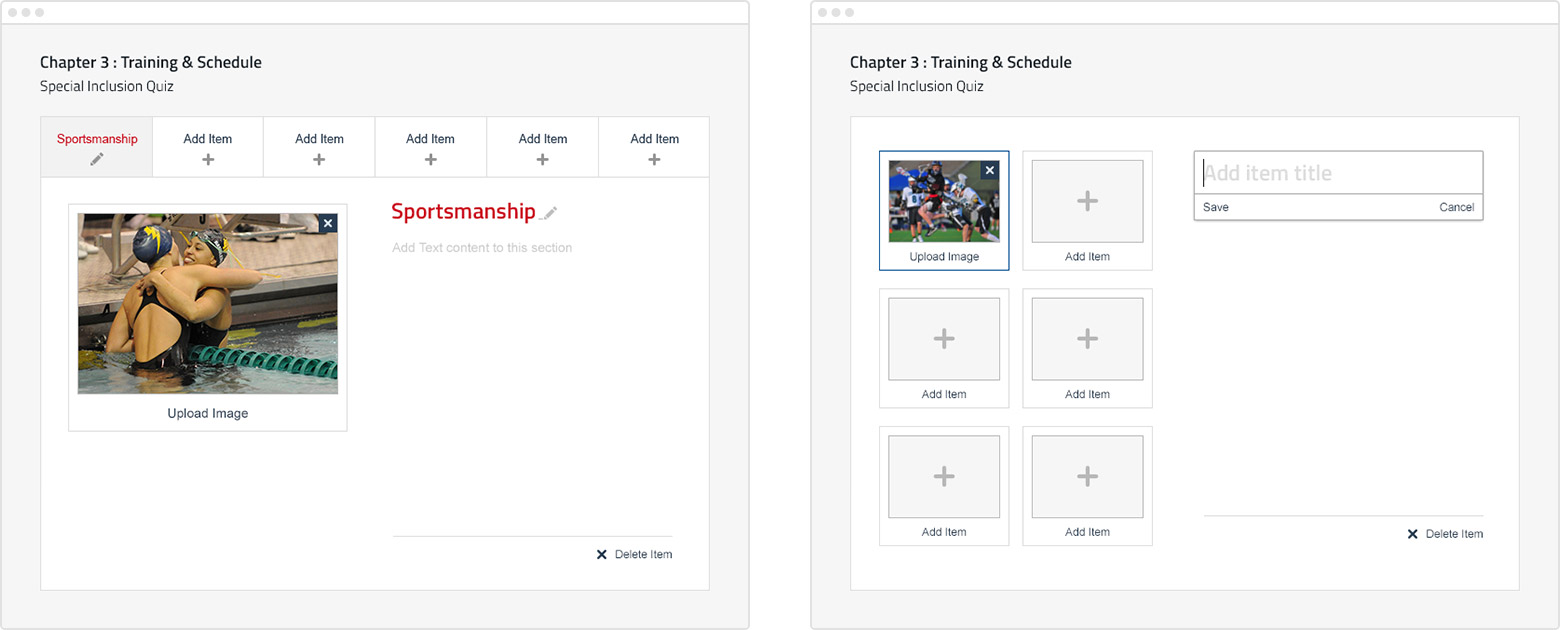 Chapter 3 : Training & Schedule
Special Inclusion Quiz
Sportsmanship
Add Item
Add Item
Add Item
Add Item
Add Item
Sportsmanship
Add Text content to this section
Upload Image
Delete Item
Chapter 3 : Training & Schedule
Special Inclusion Quiz
Upload Image
Add Item
Add item title
Save
Cancel
Add Item
Add Item
Add Item
Add Item
Delete Item